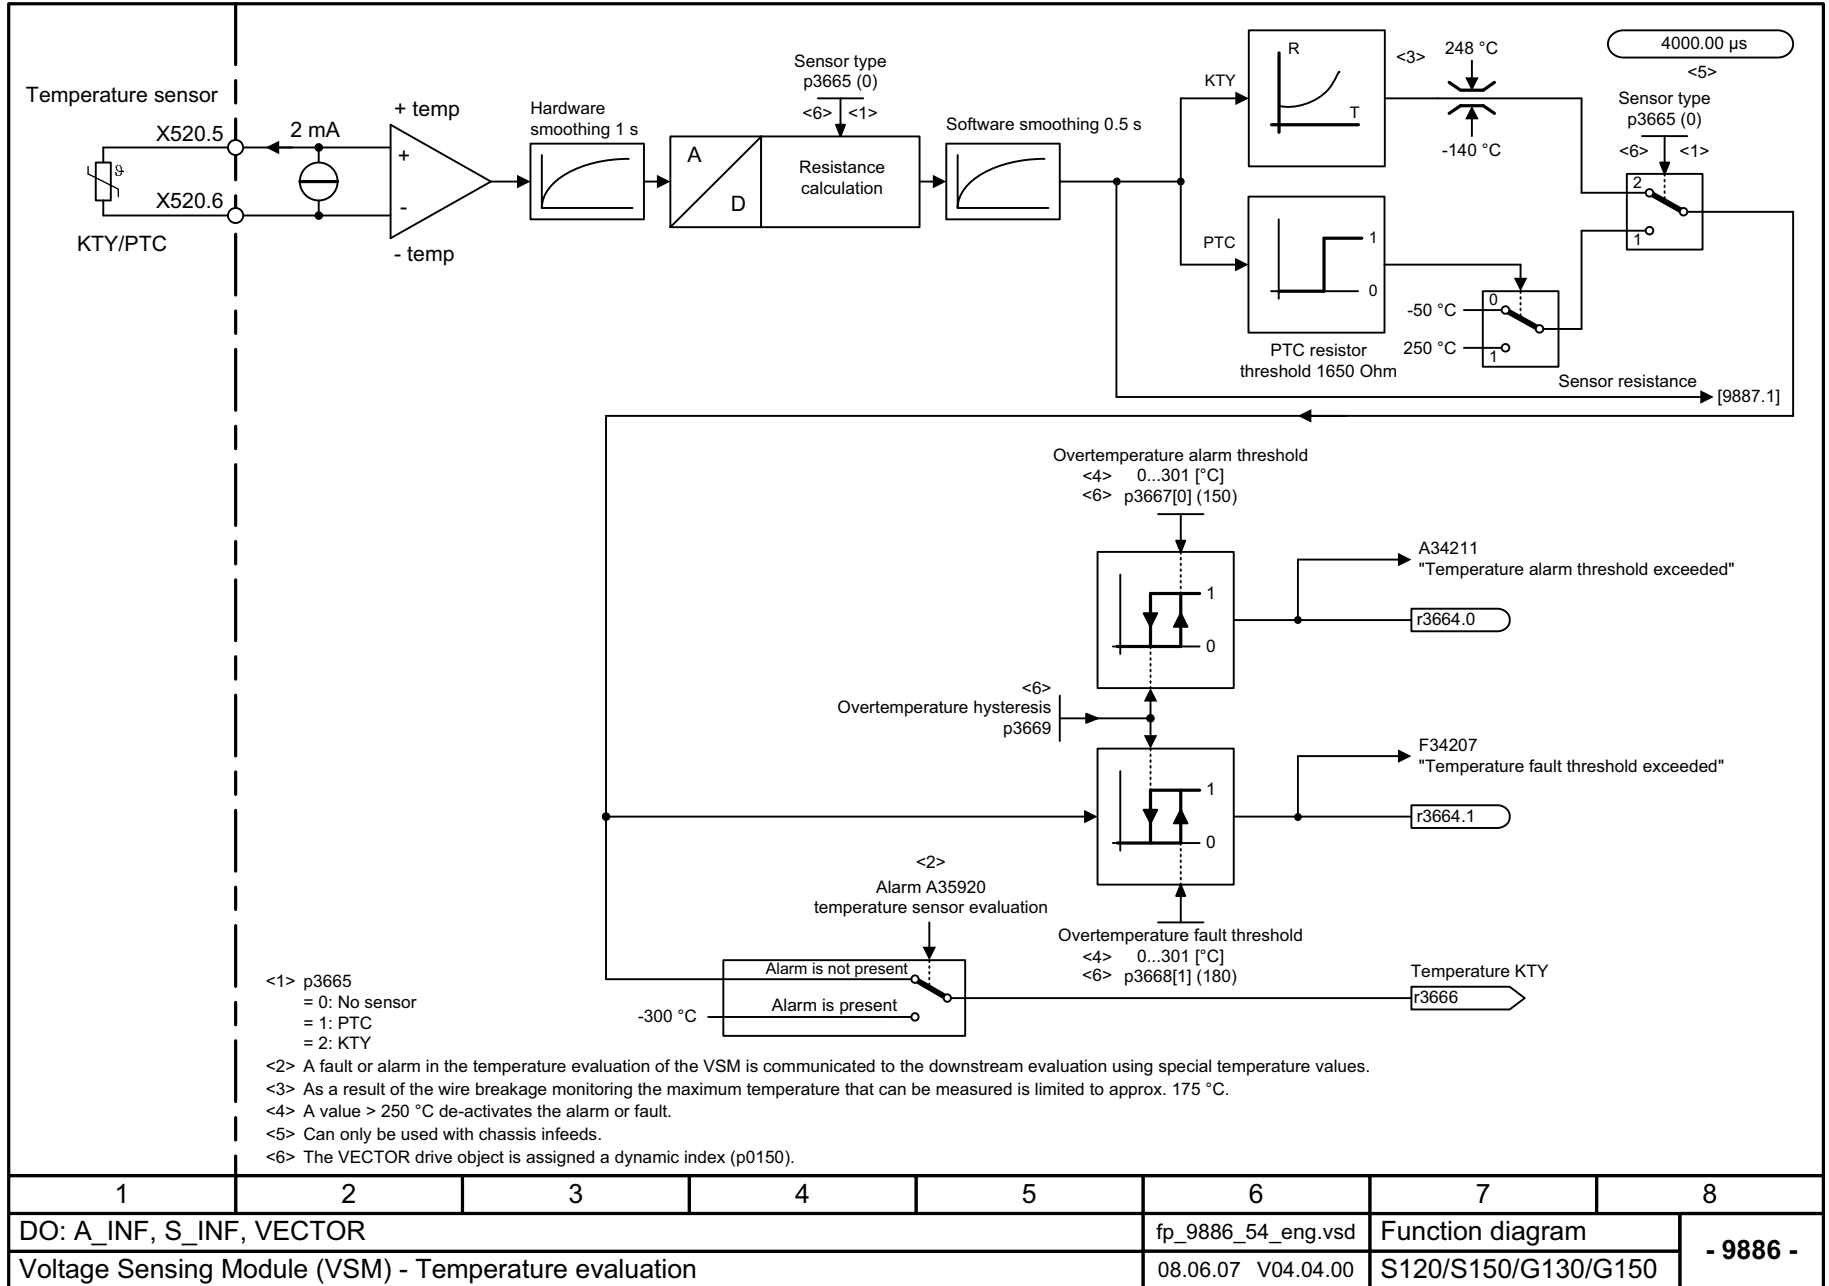 4000.00 µs
<5>
Sensor type
p3665 (0)
<6>
<1>
2
1
Temperature sensor
X520.5
X520.6
ϑ
KTY/PTC
2 mA
+ temp
+
-
- temp
Hardware
smoothing 1 s
Sensor type
p3665 (0)
<6>
<1>
A
D
Resistance
calculation
Software smoothing 0.5 s
KTY
R
T
<3>
248 °C
-140 °C
PTC
1
0
PTC resistor
threshold 1650 Ohm
-50 °C
250 °C
0
1
Sensor resistance
[9887.1]
Overtemperature alarm threshold
<4> 0...301 [°C]
<6> p3667[0] (150)
1
0
A34211
"Temperature alarm threshold exceeded"
r3664.0
<6>
Overtemperature hysteresis
p3669
1
0
F34207
"Temperature fault threshold exceeded"
r3664.1
Overtemperature fault threshold
<4> 0...301 [°C]
<6> p3668[1] (180)
<2>
Alarm A35920
temperature sensor evaluation
Alarm is not present
Alarm is present
-300 °C
Temperature KTY
r3666
<1> p3665
= 0: No sensor
= 1: PTC
= 2: KTY
<2> A fault or alarm in the temperature evaluation of the VSM is communicated to the downstream evaluation using special temperature values.
<3> As a result of the wire breakage monitoring the maximum temperature that can be measured is limited to approx. 175 °C.
<4> A value > 250 °C de-activates the alarm or fault.
<5> Can only be used with chassis infeeds.
<6> The VECTOR drive object is assigned a dynamic index (p0150).
1 2 3 4 5 6 7 8
DO: A_INF, S_INF, VECTOR
fp_9886_54_eng.vsd
Function diagram
- 9886 -
Voltage Sensing Module (VSM) - Temperature evaluation
08.06.07 V04.04.00
S120/S150/G130/G150